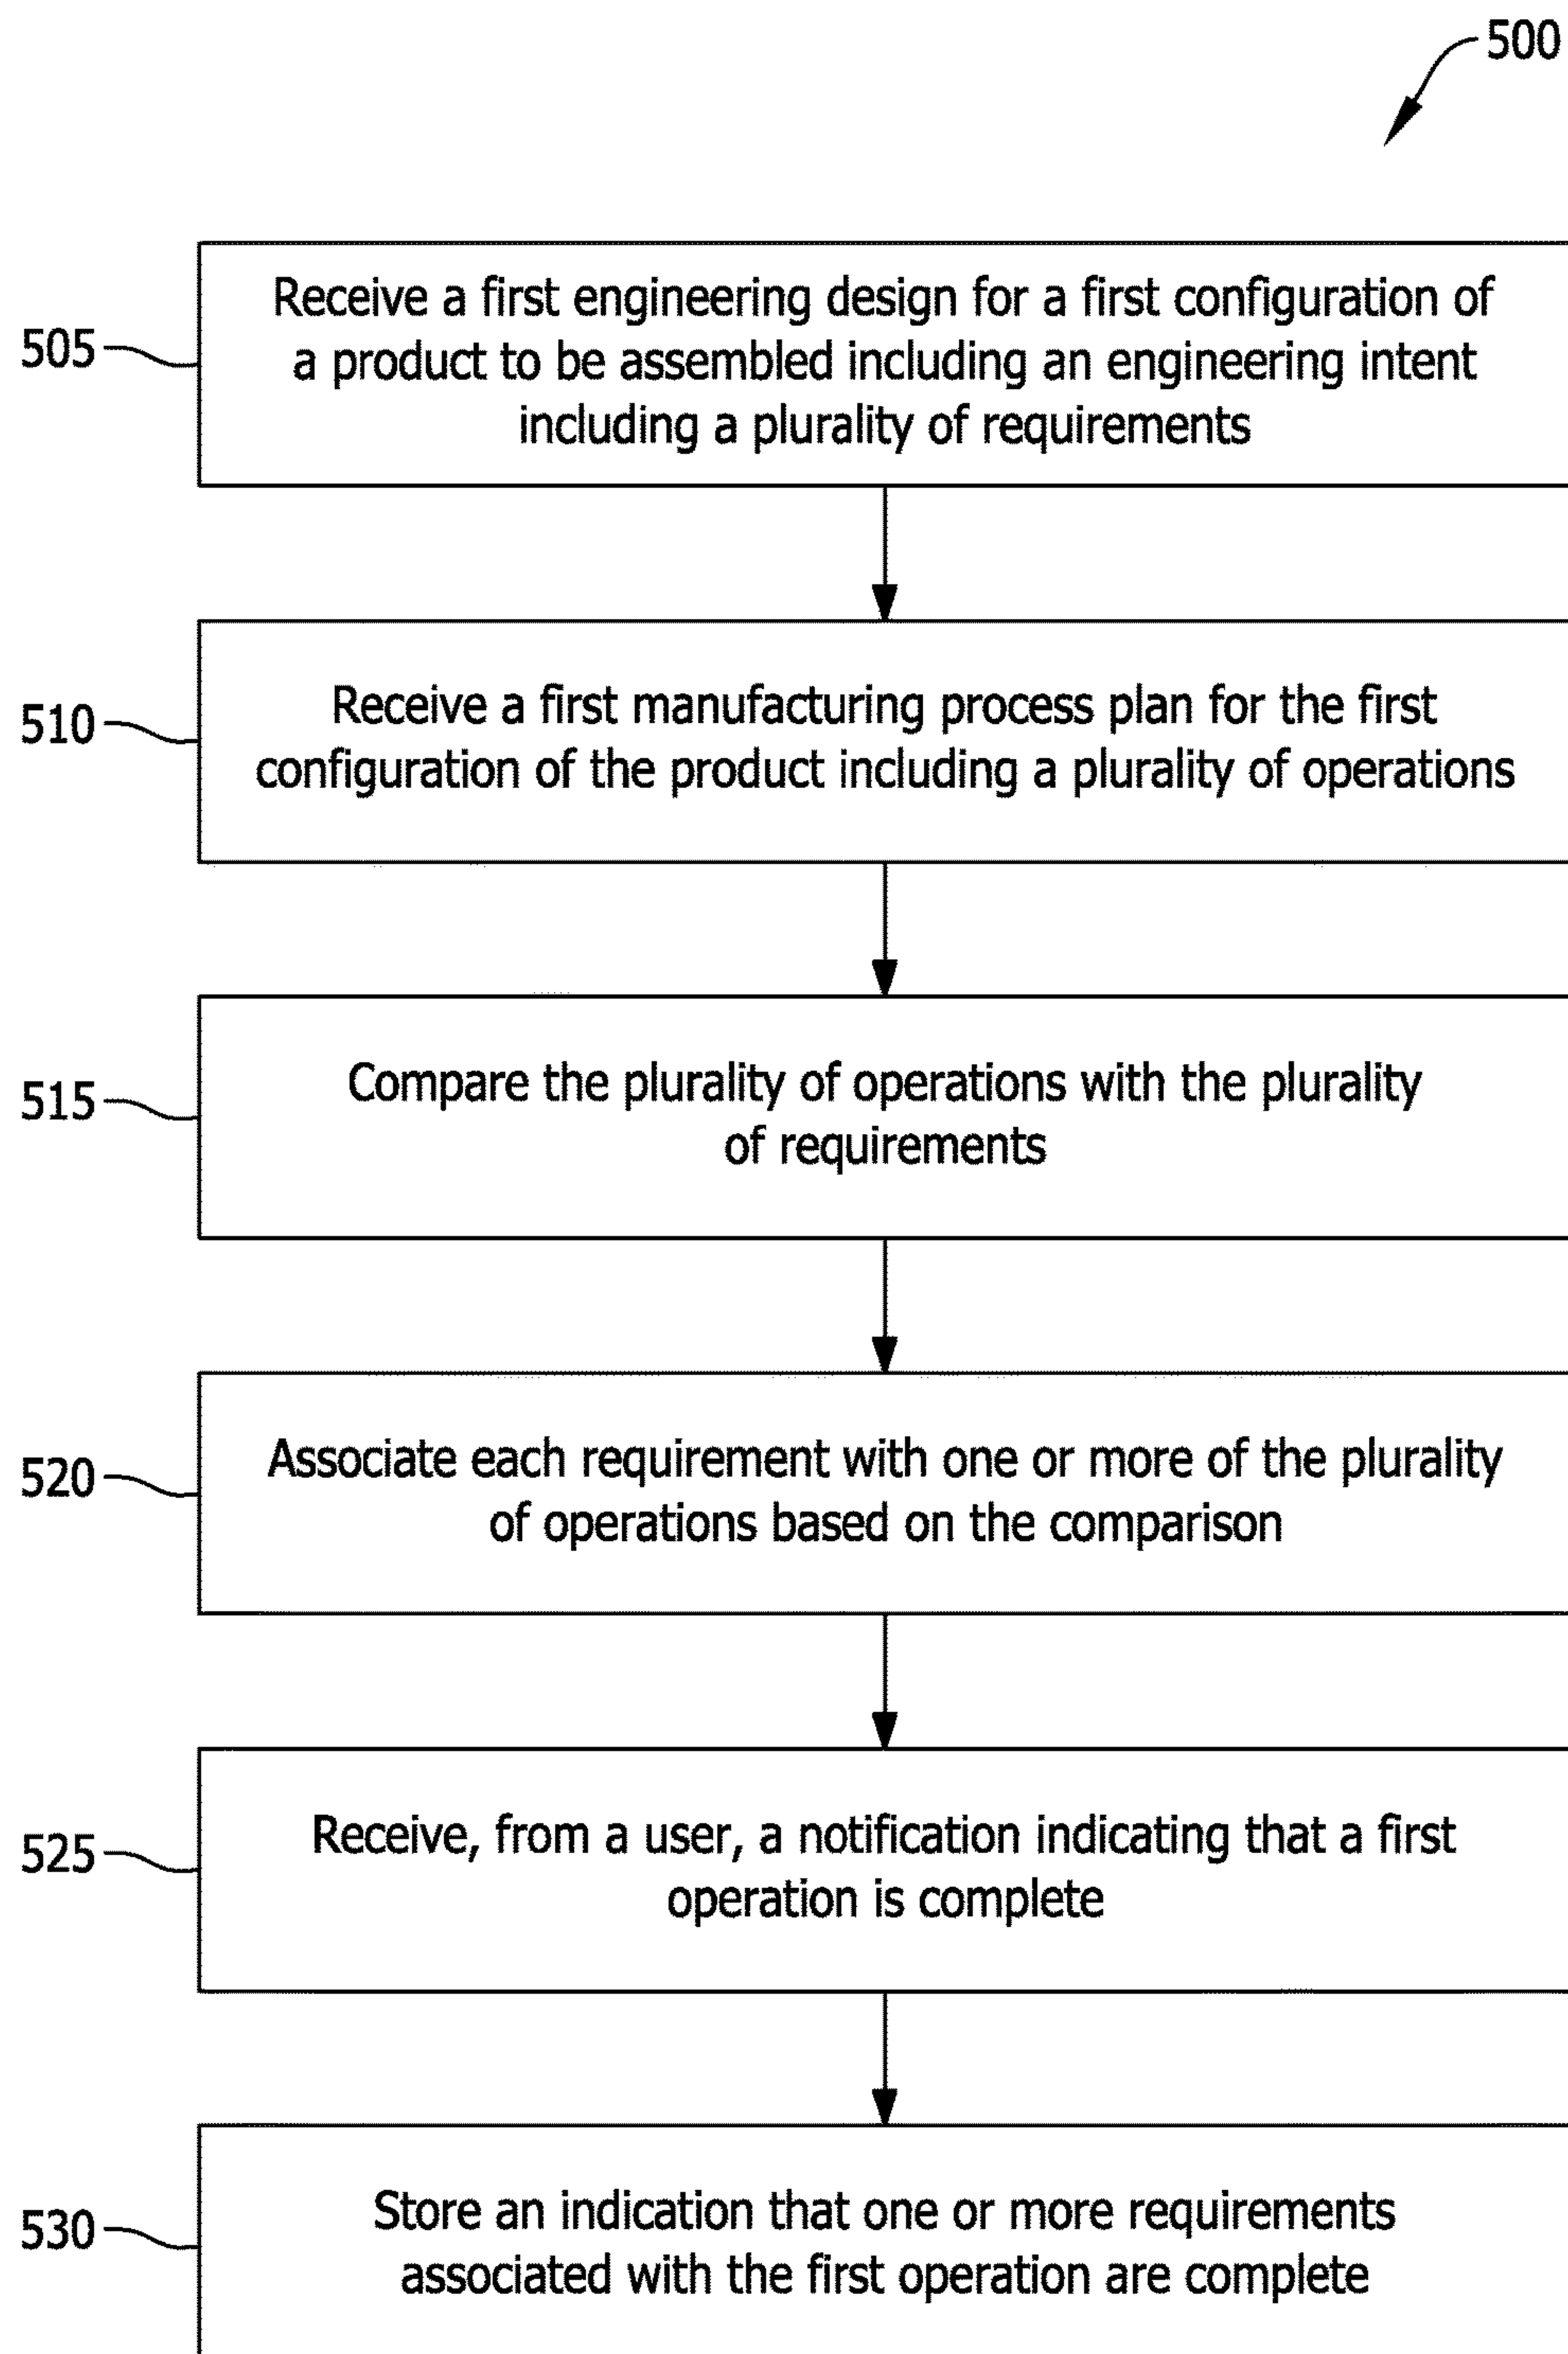 500
505
Receive a first engineering design for a first configuration of
a product to be assembled including an engineering intent
including a plurality of requirements
510
Receive a first manufacturing process plan for the first
configuration of the product including a plurality of operations
515
Compare the plurality of operations with the plurality
of requirements
520
Associate each requirement with one or more of the plurality
of operations based on the comparison
525
Receive, from a user, a notification indicating that a first
operation is complete
530
Store an indication that one or more requirements
associated with the first operation are complete